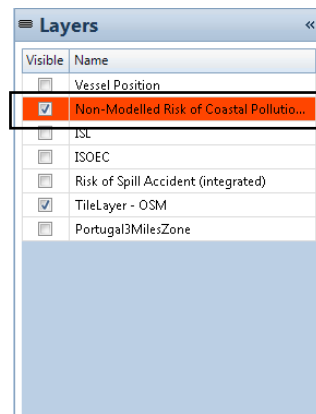 Layers «
Visible Name
Vessel Position
Non-Modelled Risk of Coastal Pollutio...
ISL
ISOEC
Risk of Spill Accident (integrated)
TileLayer - OSM
Portugal3MilesZone